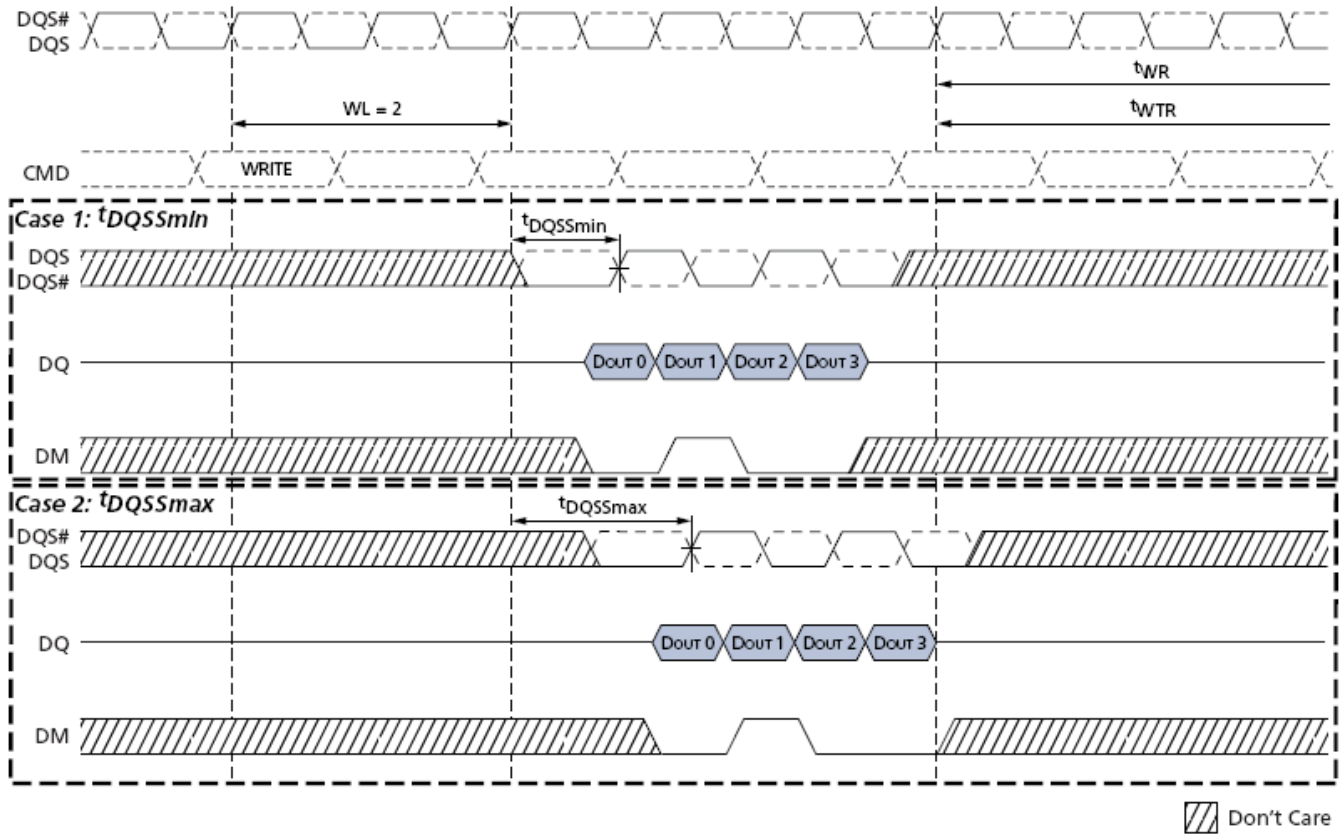 DQS#
DQS
tWR
WL = 2
tWTR
CMD
WRITE
Case 1: tDQSSmin
tDQSSmin
DQS
DQS#
DQ
DOUT 0 DOUT 1 DOUT 2 DOUT 3
DM
Case 2: tDQSSmax
tDQSSmax
DQS#
DQS
DQ
DOUT 0 DOUT 1 DOUT 2 DOUT 3
DM
Don't Care